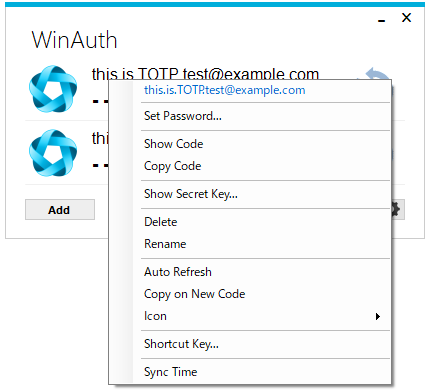 WinAuth
this.is.TOTP.test@example.com
this.is.TOTP.test@example.com
Set Password...
Show Code
Copy Code
Show Secret Key...
Delete
Rename
Auto Refresh
Copy on New Code
Icon
Shortcut Key...
Sync Time
thi
Add